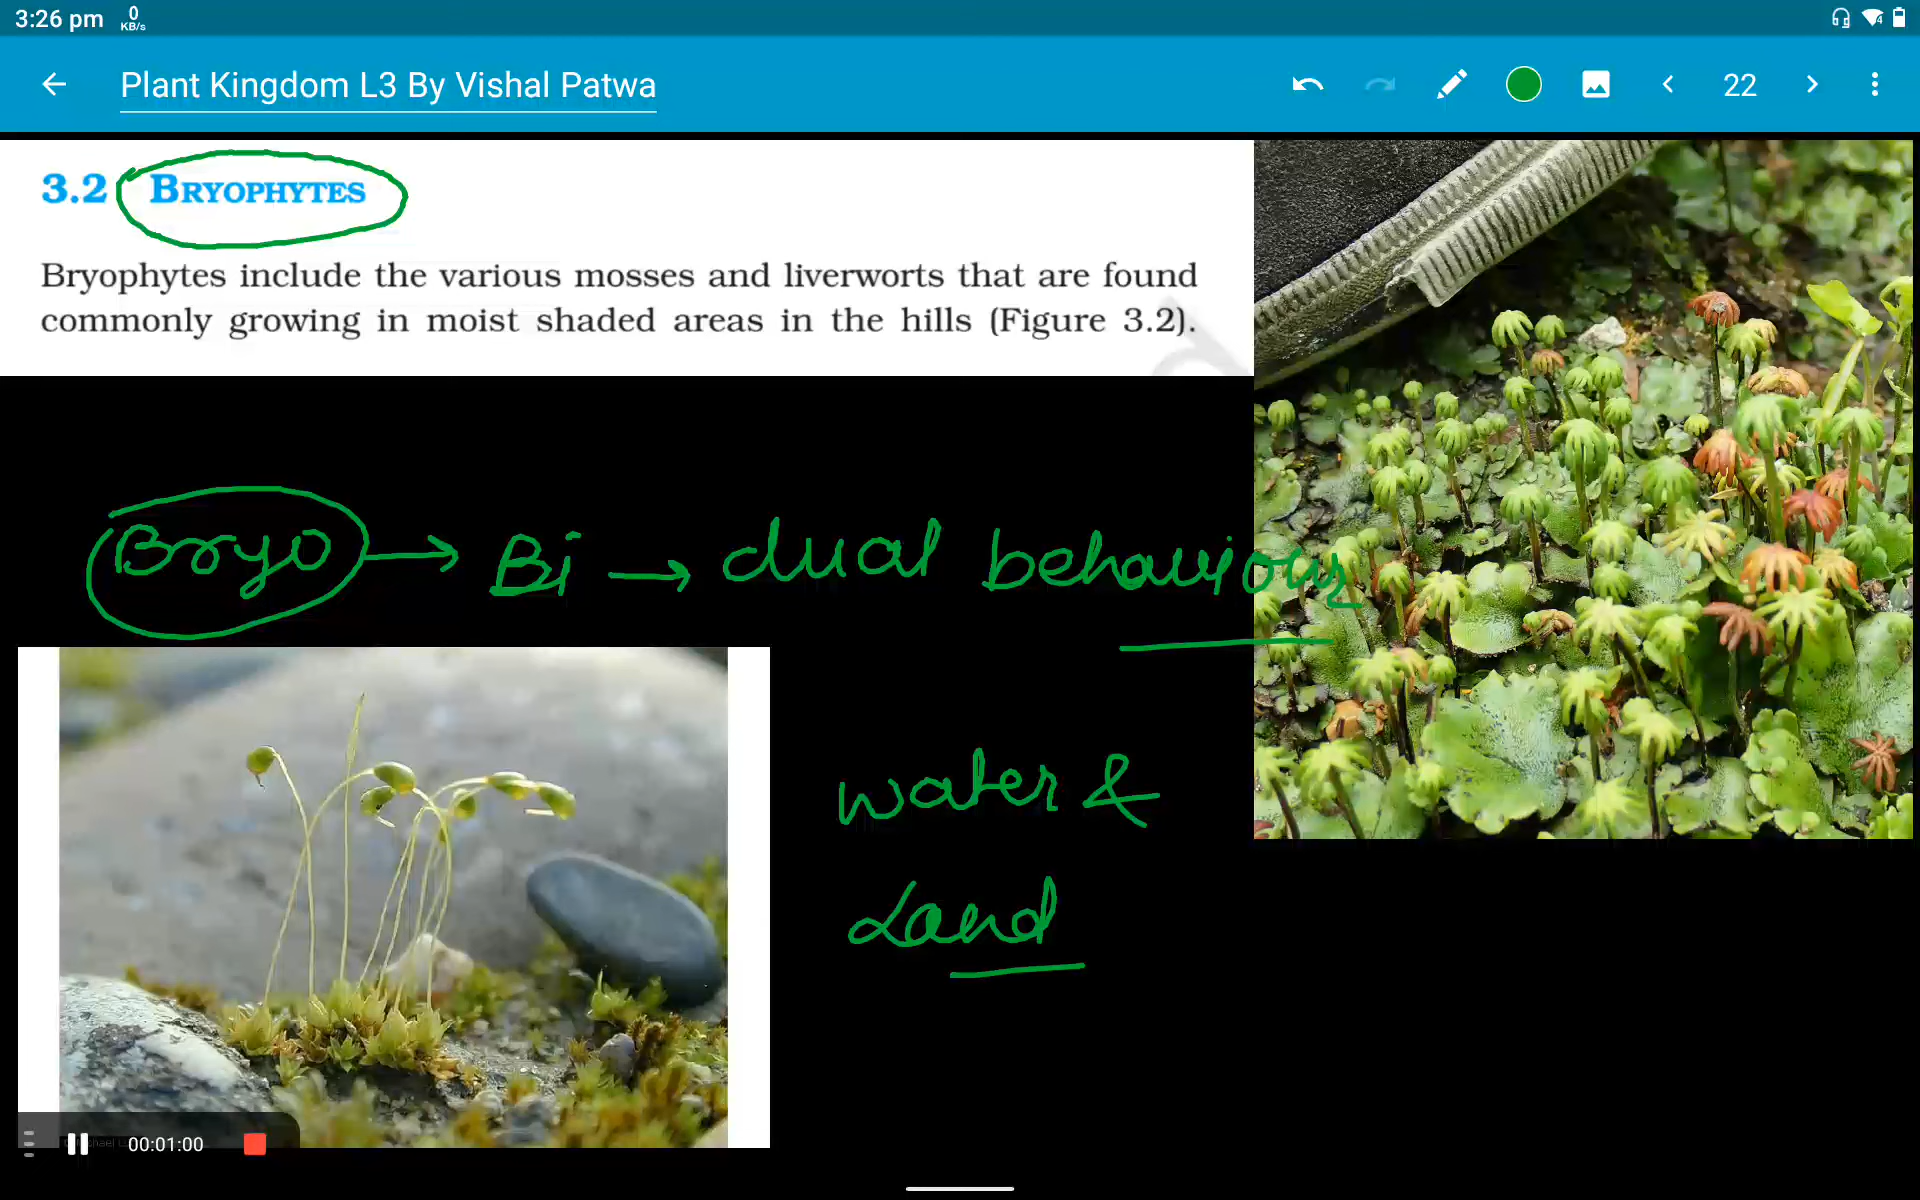 3:26 pm 0 KB/s
Plant Kingdom L3 By Vishal Patwa 22
3.2 BRYOPHYTES
Bryophytes include the various mosses and liverworts that are found
commonly growing in moist shaded areas in the hills (Figure 3.2).
Bryo → Bi → dual behaviour
water &
Land
00:01:00